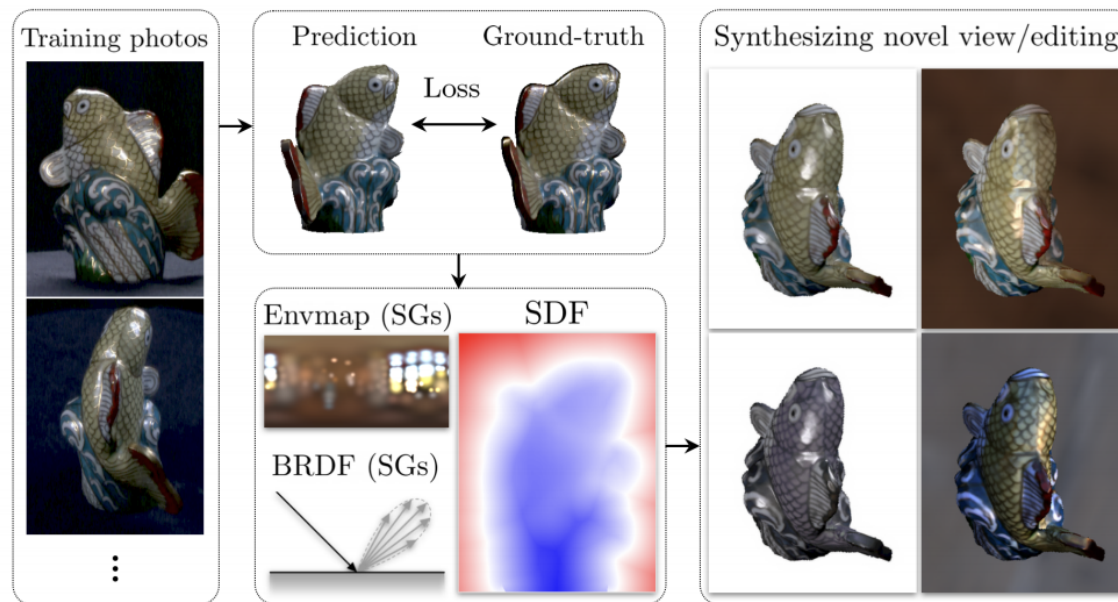 Training photos
Prediction
Ground-truth
Loss
Envmap (SGs)
SDF
BRDF (SGs)
Synthesizing novel view/editing